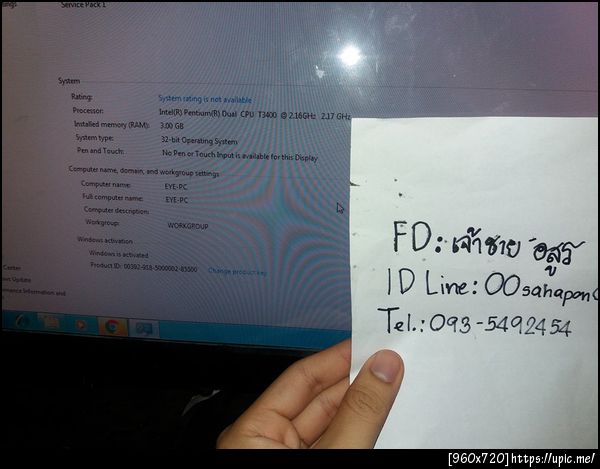 Service Pack 1
System
Rating: System rating is not available
Processor: Intel(R) Pentium(R) Dual CPU T3400 @ 2.16GHz 2.17 GHz
Installed memory (RAM): 3.00 GB
System type: 32-bit Operating System
Pen and Touch: No Pen or Touch Input is available for this Display
Computer name, domain, and workgroup settings
Computer name: EYE-PC
Full computer name: EYE-PC
Computer description:
Workgroup: WORKGROUP
Windows activation
Windows is activated
Product ID: 00392-918-5000002-85500 Change product key
Center
Update
Information and
FD: เจ้าชาย อสูร
ID Line: 00sahapon
Tel.: 093-5492454
[960x720] https://upic.me/